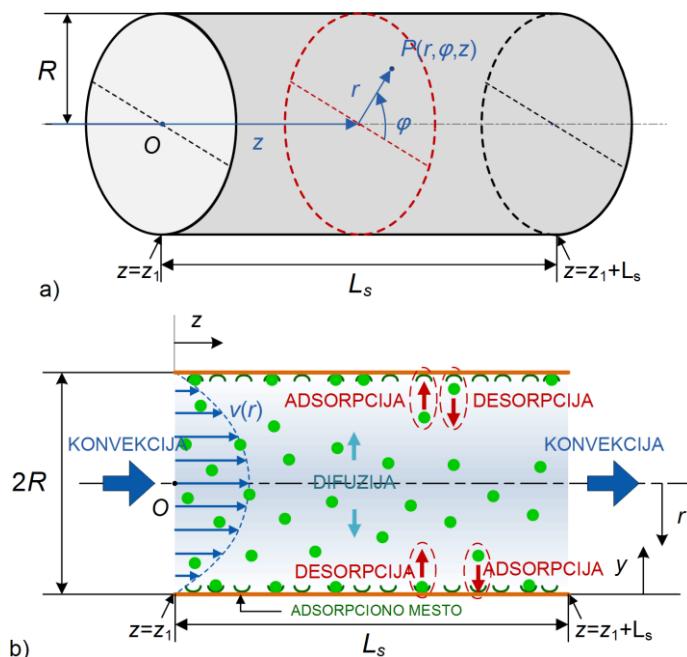 R
P(r,φ,z)
r
φ
O
z
z=z₁
z=z₁+Lₛ
a)
Lₛ
z
ADSORPCIJA
DESORPCIJA
v(r)
KONVEKCIJA
KONVEKCIJA
2R
DIFUZIJA
O
r
DESORPCIJA
ADSORPCIJA
y
ADSORPCIONO MESTO
z=z₁
z=z₁+Lₛ
b)
Lₛ